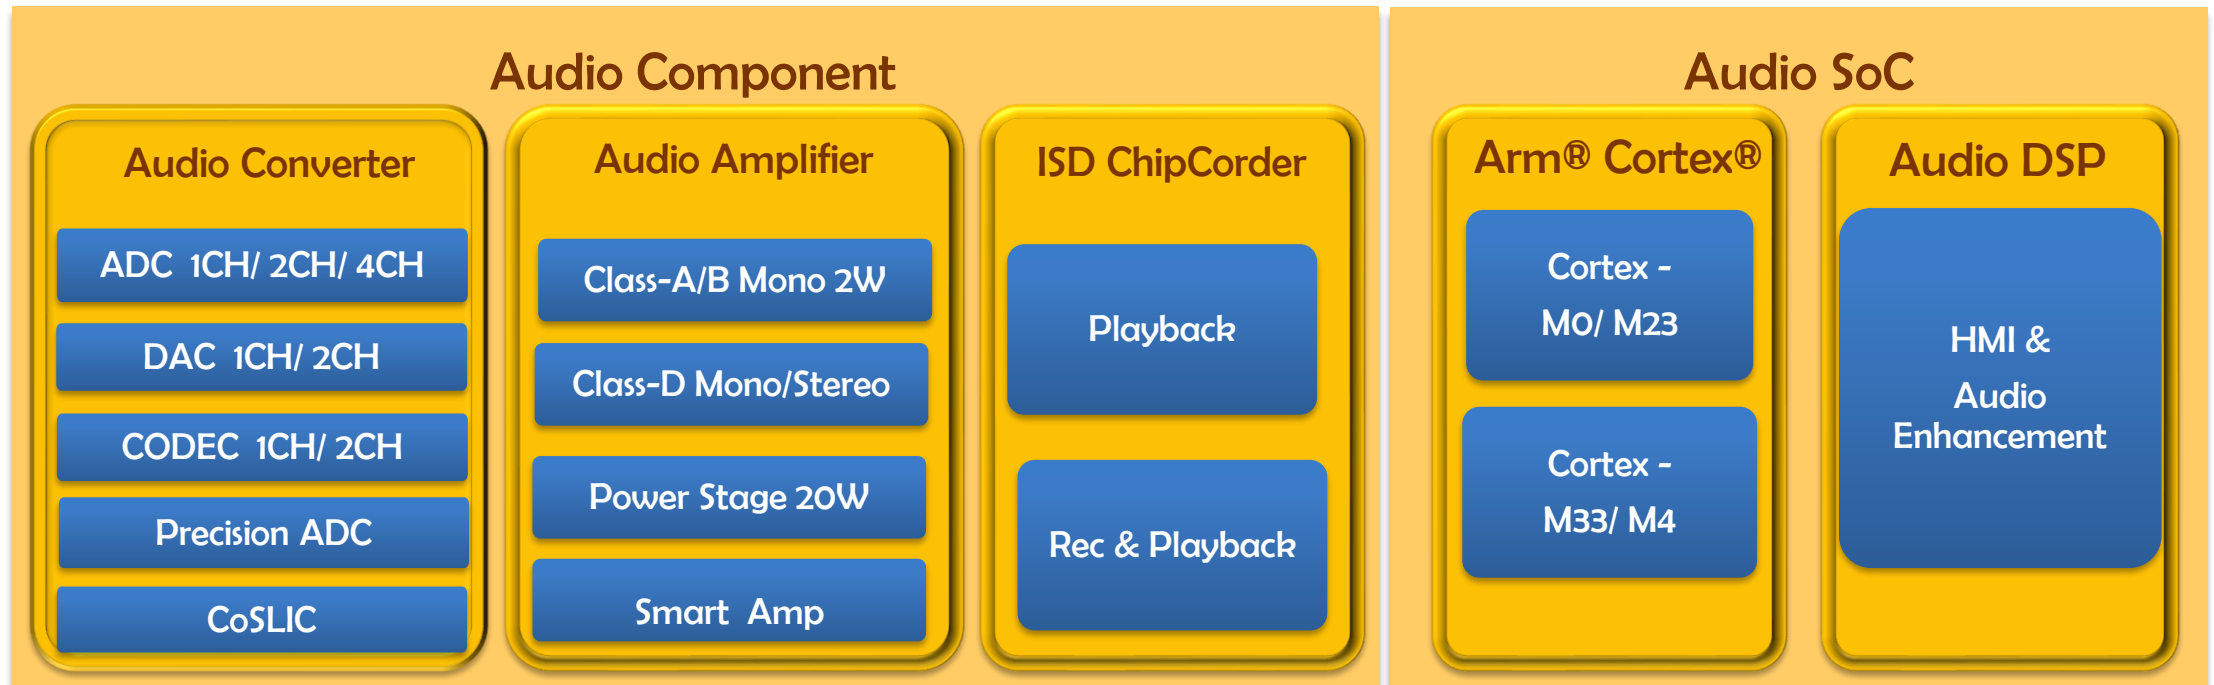 Audio Component
Audio Converter
ADC 1CH/ 2CH/ 4CH
DAC 1CH/ 2CH
CODEC 1CH/ 2CH
Precision ADC
CoSLIC
Audio Amplifier
Class-A/B Mono 2W
Class-D Mono/Stereo
Power Stage 20W
Smart Amp
ISD ChipCorder
Playback
Rec & Playback
Audio SoC
Arm® Cortex®
Cortex -
M0/ M23
Cortex -
M33/ M4
Audio DSP
HMI &
Audio
Enhancement